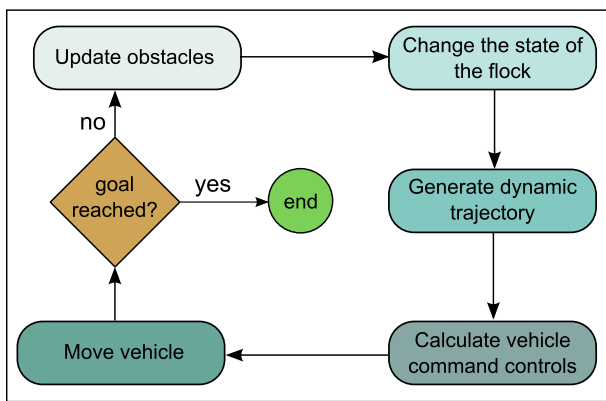 Update obstacles
Change the state of
the flock
no
goal
reached?
yes
end
Generate dynamic
trajectory
Move vehicle
Calculate vehicle
command controls